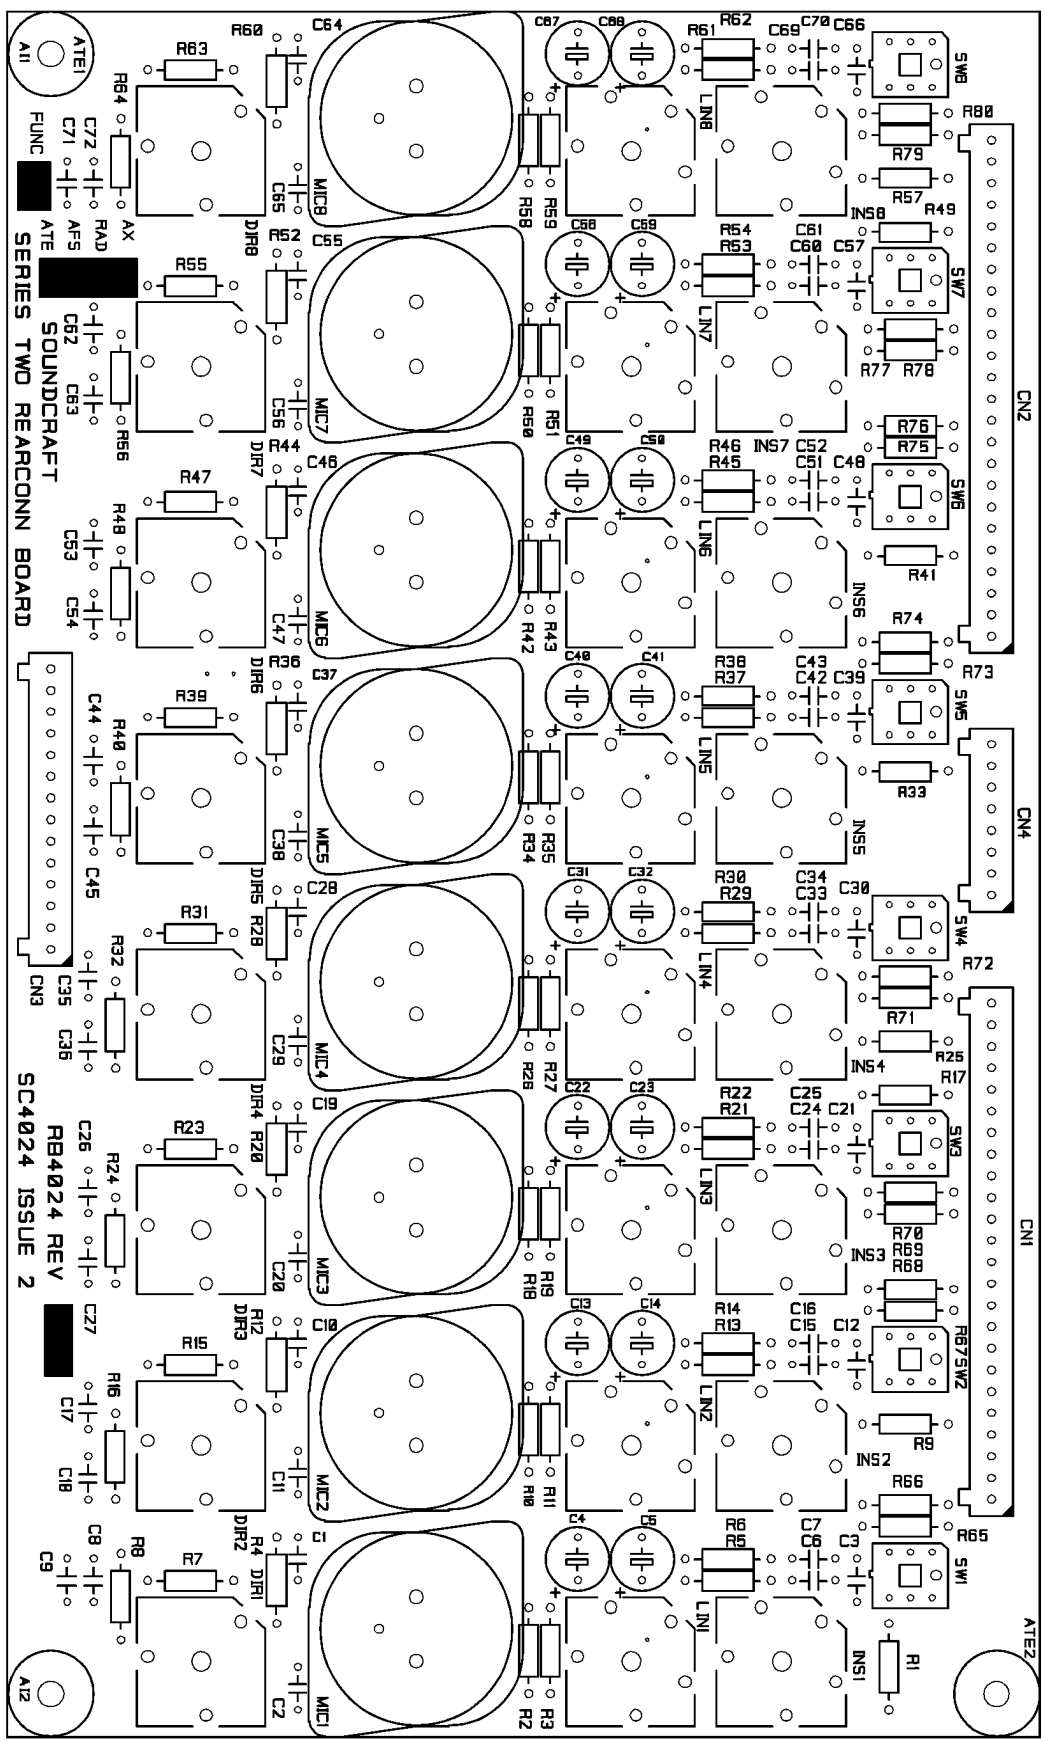 R60
C64
C67
C68
R62
R61
C70
C69
C66
ATE1
AI1
R63
SW8
R64
LIN8
R80
FUNC
C71
C72
R79
MIC8
C65
R58
R59
R57
INS8
R49
ATE
AFS
RAD
AX
DIR8
R52
C55
C58
C59
R54
R53
C61
C60
C57
R55
SW7
C62
LIN7
R77
R78
C63
R56
MIC7
C56
R50
R51
CN2
SOUNDCRAFT
SERIES TWO REARCONN BOARD
DIR7
R44
C46
C49
C50
R46
R45
INS7
C52
C51
C48
R76
R75
R47
SW6
R48
C53
LIN6
R41
C54
MIC6
C47
R42
R43
INS6
R74
DIR6
R36
C37
C40
C41
R38
R37
C43
C42
C39
R73
R39
SW5
C44
R40
LIN5
R33
CN4
C45
MIC5
C38
R34
R35
INS5
DIR5
R28
C28
C31
C32
R30
R29
C34
C33
C30
R31
SW4
R32
CN3
C35
LIN4
R72
C36
R71
MIC4
C29
R26
R27
INS4
R25
DIR4
R20
C19
C22
C23
R22
R21
C25
C24
C21
R17
SC4024 ISSUE 2
RB4024 REV
C26
R24
R23
SW3
LIN3
R70
CN1
MIC3
C20
R18
R19
INS3
R69
R68
C27
DIR3
R12
C10
C13
C14
R14
R13
C16
C15
C12
R67
SW2
R15
R16
C17
LIN2
R9
C18
MIC2
C11
R10
R11
INS2
R66
DIR2
R4
C1
C4
C5
R6
R5
C7
C6
C3
R65
C9
C8
R8
R7
DIR1
SW1
LIN1
ATE2
AI2
MIC1
C2
R2
R3
INS1
R1